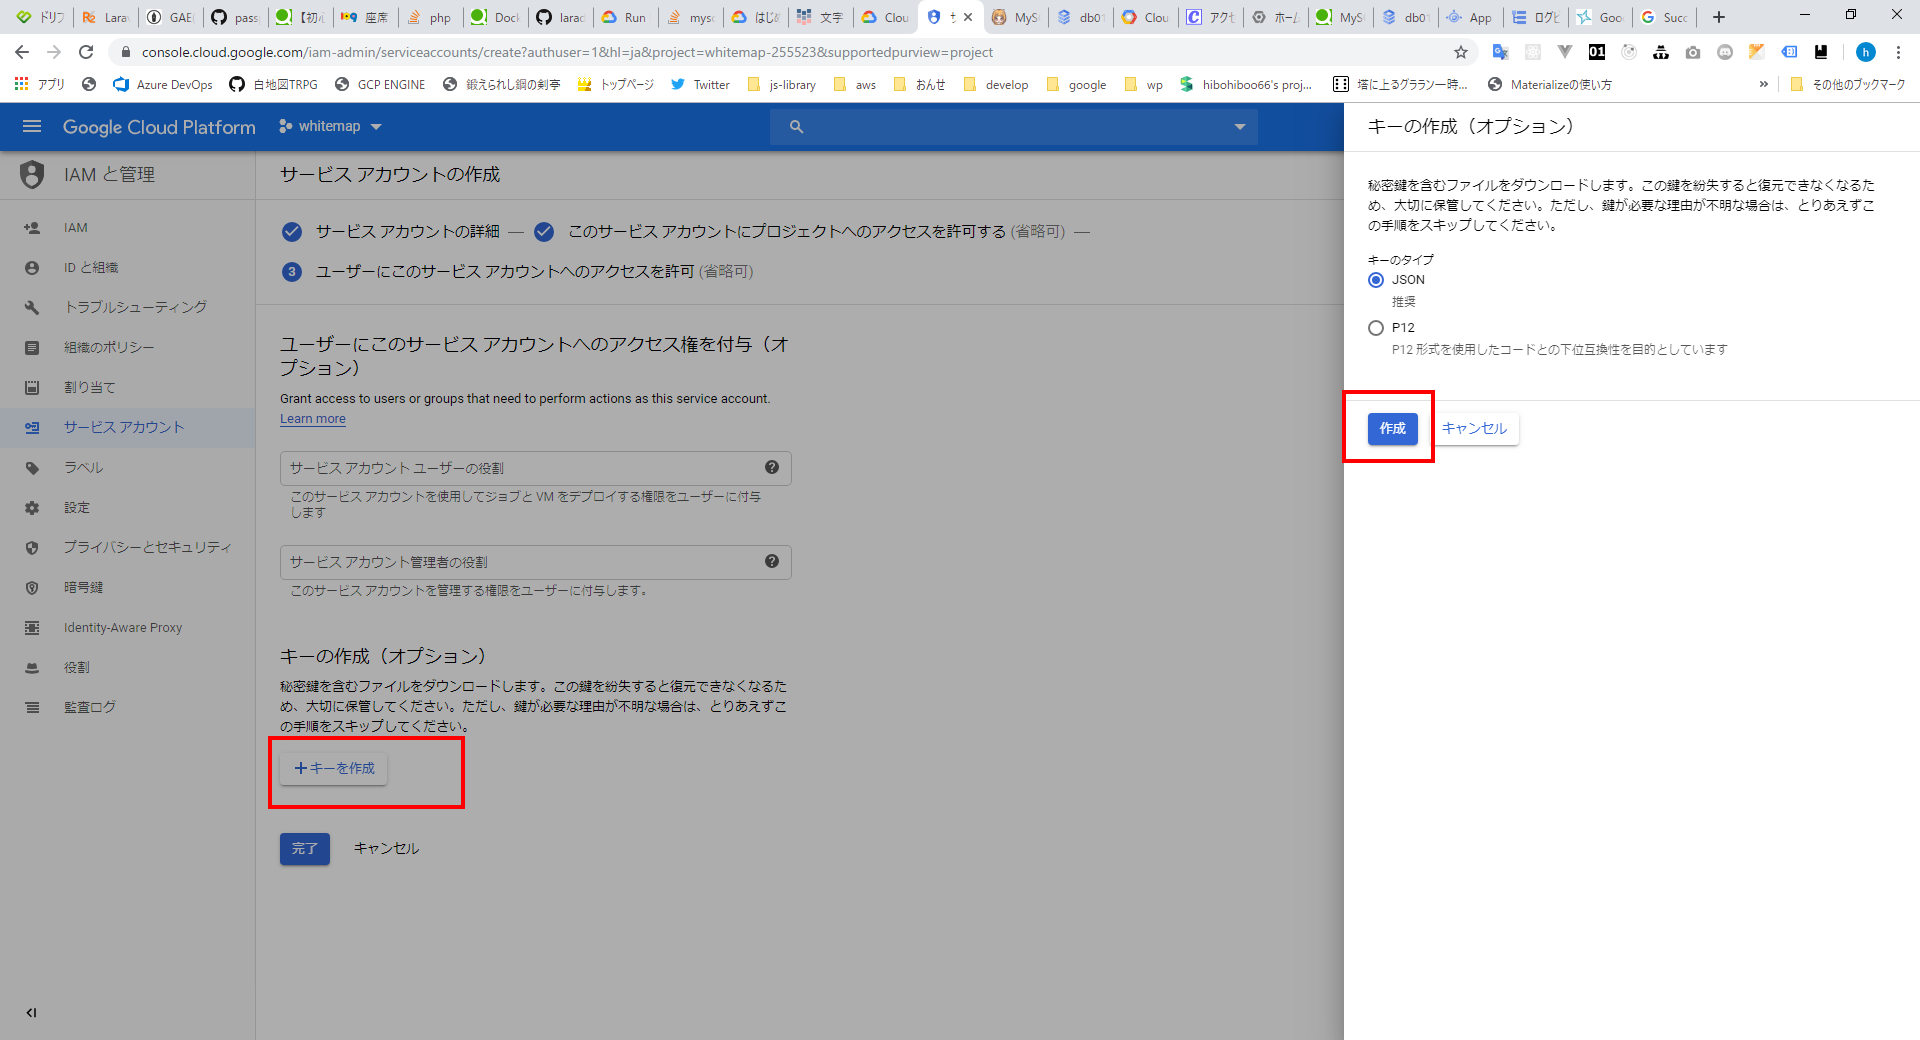 ドリフ
Lara
GAE
pass
【初心
座席
php
Dock
larad
Run
myso
はじめ
文字
Clou
サ
MyS
db01
Clou
アクセ
ホーム
MyS
db01
App
ログビ
Goo
Succ
console.cloud.google.com/iam-admin/serviceaccounts/create?authuser=1&hl=ja&project=whitemap-255523&supportedpurview=project
01
h
アプリ
Azure DevOps
白地図TRPG
GCP ENGINE
鍛えられし鋼の剣亭
トップページ
Twitter
js-library
aws
おんせ
develop
google
wp
hibohiboo66's proj...
塔に上るグララン一時...
Materializeの使い方
»
その他のブックマーク
Google Cloud Platform
whitemap
IAM と管理
IAM
ID と組織
トラブルシューティング
組織のポリシー
割り当て
サービス アカウント
ラベル
設定
プライバシーとセキュリティ
暗号鍵
Identity-Aware Proxy
役割
監査ログ
サービス アカウントの作成
サービス アカウントの詳細 — このサービス アカウントにプロジェクトへのアクセスを許可する (省略可) —
3 ユーザーにこのサービス アカウントへのアクセスを許可 (省略可)
ユーザーにこのサービス アカウントへのアクセス権を付与（オ
プション）
Grant access to users or groups that need to perform actions as this service account.
Learn more
サービス アカウント ユーザーの役割
このサービス アカウントを使用してジョブと VM をデプロイする権限をユーザーに付与
します
サービス アカウント管理者の役割
このサービス アカウントを管理する権限をユーザーに付与します。
キーの作成（オプション）
秘密鍵を含むファイルをダウンロードします。この鍵を紛失すると復元できなくなるた
め、大切に保管してください。ただし、鍵が必要な理由が不明な場合は、とりあえずこ
の手順をスキップしてください。
+キーを作成
完了
キャンセル
キーの作成（オプション）
秘密鍵を含むファイルをダウンロードします。この鍵を紛失すると復元できなくなるた
め、大切に保管してください。ただし、鍵が必要な理由が不明な場合は、とりあえずこ
の手順をスキップしてください。
キーのタイプ
JSON
推奨
P12
P12 形式を使用したコードとの下位互換性を目的としています
作成
キャンセル